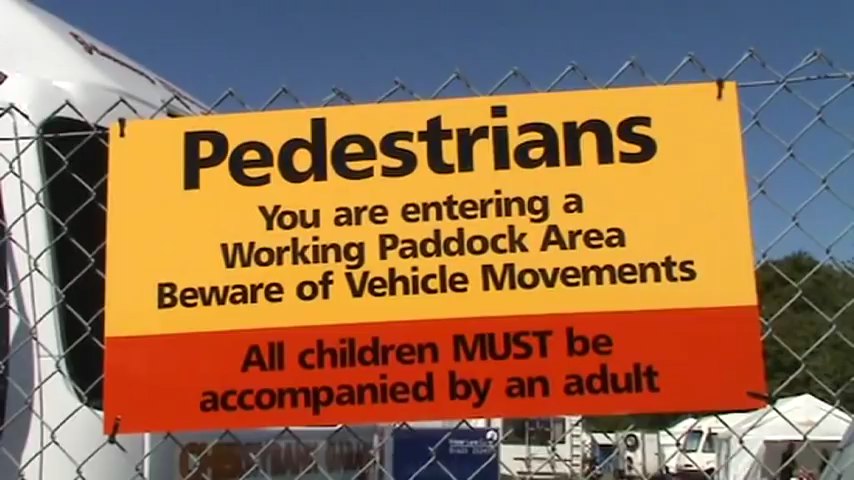 Pedestrians
You are entering a
Working Paddock Area
Beware of Vehicle Movements
All children MUST be
accompanied by an adult